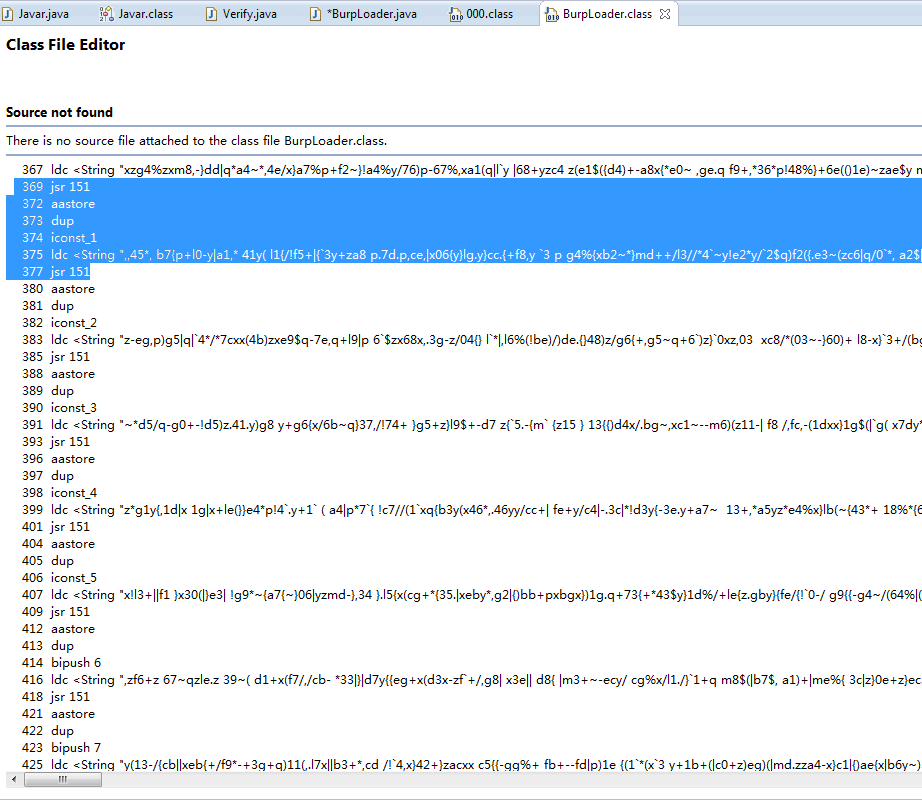 Javar.java Javar.class Verify.java *BurpLoader.java 000.class BurpLoader.class
Class File Editor
Source not found
There is no source file attached to the class file BurpLoader.class.
367 ldc <String "xzg4%zxm8,-}dd|q*a4~*,4e/x}a7%p+f2~}!a4%y/76)p-67%,xa1(q|l`y |68+yzc4 z(e1$({d4)+-a8x{*e0~ ,ge.q f9+,*36*p!48%}+6e(()1e)~zae$y
369 jsr 151
372 aastore
373 dup
374 iconst_1
375 ldc <String ",,45*, b7{p+l0-y|a1,* 41y( l1{/!f5+|{`3y+za8 p.7d.p,ce,|x06{y}lg.y}cc.{+f8,y `3 p g4%{xb2~*}md++/l3//*4`~y!e2*y/`2$q)f2({.e3~(zc6|q/0`*, a2$|
377 jsr 151
380 aastore
381 dup
382 iconst_2
383 ldc <String "z-eg,p)g5|q|`4*/*7cxx(4b)zxe9$q-7e,q+l9|p 6`$zx68x,.3g-z/04{} l`*|,l6%(!be)/)de.{}48)z/g6{+,g5~q+6`)z}`0xz,03  xc8/*(03~-}60)+ l8-x}`3+/(bg
385 jsr 151
388 aastore
389 dup
390 iconst_3
391 ldc <String "~*d5/q-g0+-!d5)z.41.y)g8 y+g6{x/6b~q}37,/!74+ }g5+z)l9$+-d7 z{`5.-{m` {z15 } 13{{)d4x/.bg~,xc1~--m6)(z11-| f8 /,fc,-(1dxx}1g$(|`g( x7dy*
393 jsr 151
396 aastore
397 dup
398 iconst_4
399 ldc <String "z*g1y{,1d|x 1g|x+le(}}e4*p!4`.y+1` ( a4|p*7`{ !c7//(1`xq{b3y(x46*,.46yy/cc+| fe+y/c4|-.3c|*!d3y{-3e.y+a7~  13+,*a5yz*e4%x}lb(~{43*+ 18%*{6
401 jsr 151
404 aastore
405 dup
406 iconst_5
407 ldc <String "x!l3+||f1 }x30(|}e3| !g9*~{a7{~}06|yzmd-},34 }.l5{x(cg+*{35.|xeby*,g2|{)bb+pxbgx})1g.q+73{+*43$y}1d%/+le{z.gby}{fe/{!`0-/ g9{{-g4~/(64%|(
409 jsr 151
412 aastore
413 dup
414 bipush 6
416 ldc <String ",zf6+z 67~qzle.z 39~( d1+x(f7/,/cb- *33|}|d7y{{eg+x(d3x-zf`+/,g8| x3e|| d8{ |m3+~-ecy/ cg%x/l1./}`1+q m8$(|b7$, a1)+|me%{ 3c|z}0e+z}ec
418 jsr 151
421 aastore
422 dup
423 bipush 7
425 ldc <String "y(13-/{cb||xeb{+/f9*-+3g+q)11(,.l7x||b3+*,cd /!`4,x}42+}zacxx c5{{-gg%+ fb+--fd|p)1e {(1`*(x`3 y+1b+(|c0+z)eg)(|md.zza4-x}c1|{)ae{x|b6y~)